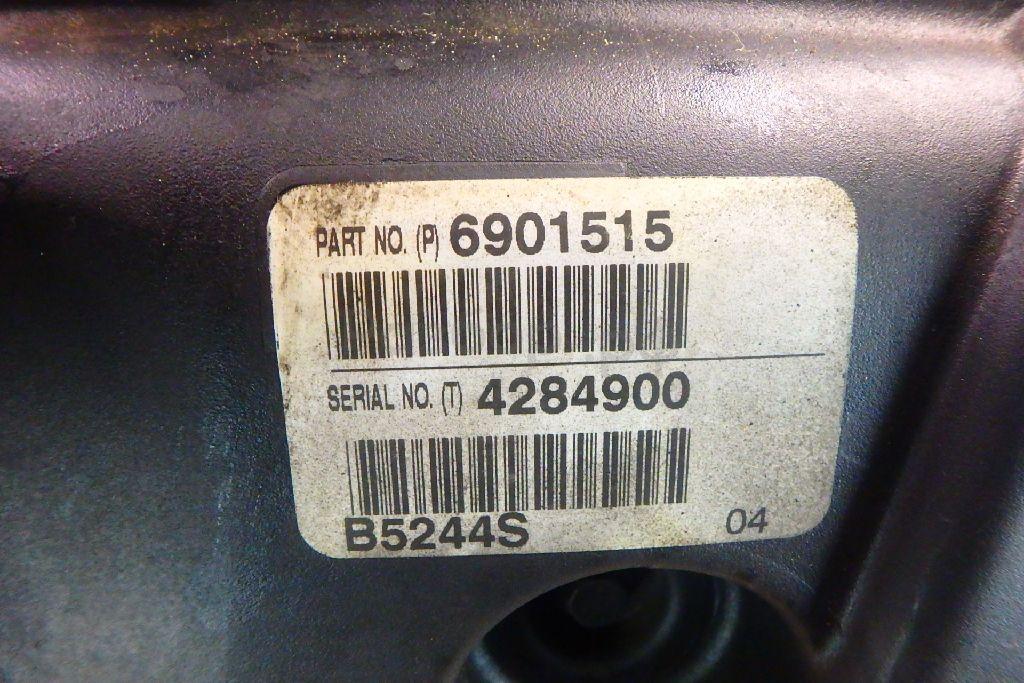 PART NO. (P) 6901515
SERIAL NO. (T) 4284900
B5244S
04